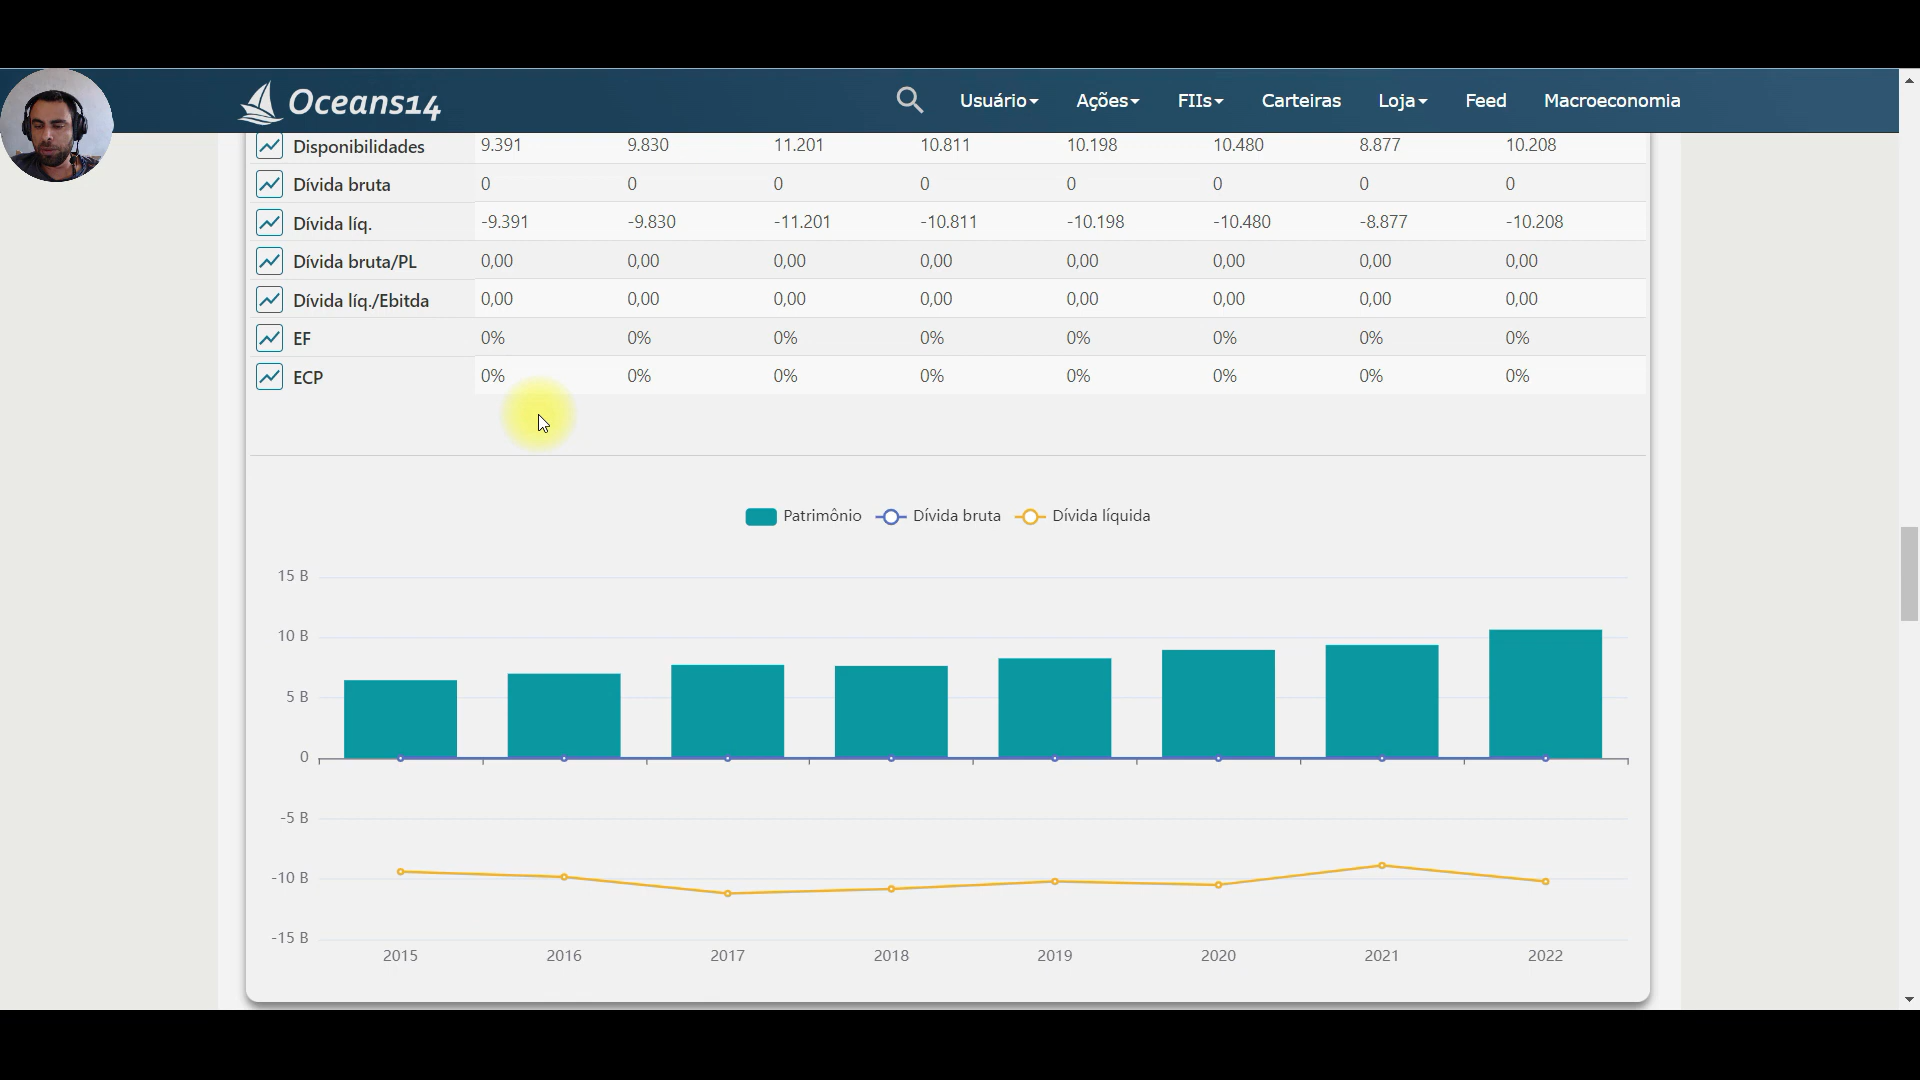 Oceans14 Usuário Ações FIIs Carteiras Loja Feed Macroeconomia
Disponibilidades 9.391 9.830 11.201 10.811 10.198 10.480 8.877 10.208
Dívida bruta 0 0 0 0 0 0 0 0
Dívida líq. -9.391 -9.830 -11.201 -10.811 -10.198 -10.480 -8.877 -10.208
Dívida bruta/PL 0,00 0,00 0,00 0,00 0,00 0,00 0,00 0,00
Dívida líq./Ebitda 0,00 0,00 0,00 0,00 0,00 0,00 0,00 0,00
EF 0% 0% 0% 0% 0% 0% 0% 0%
ECP 0% 0% 0% 0% 0% 0% 0% 0%
Patrimônio Dívida bruta Dívida líquida
15 B
10 B
5 B
0
-5 B
-10 B
-15 B
2015 2016 2017 2018 2019 2020 2021 2022